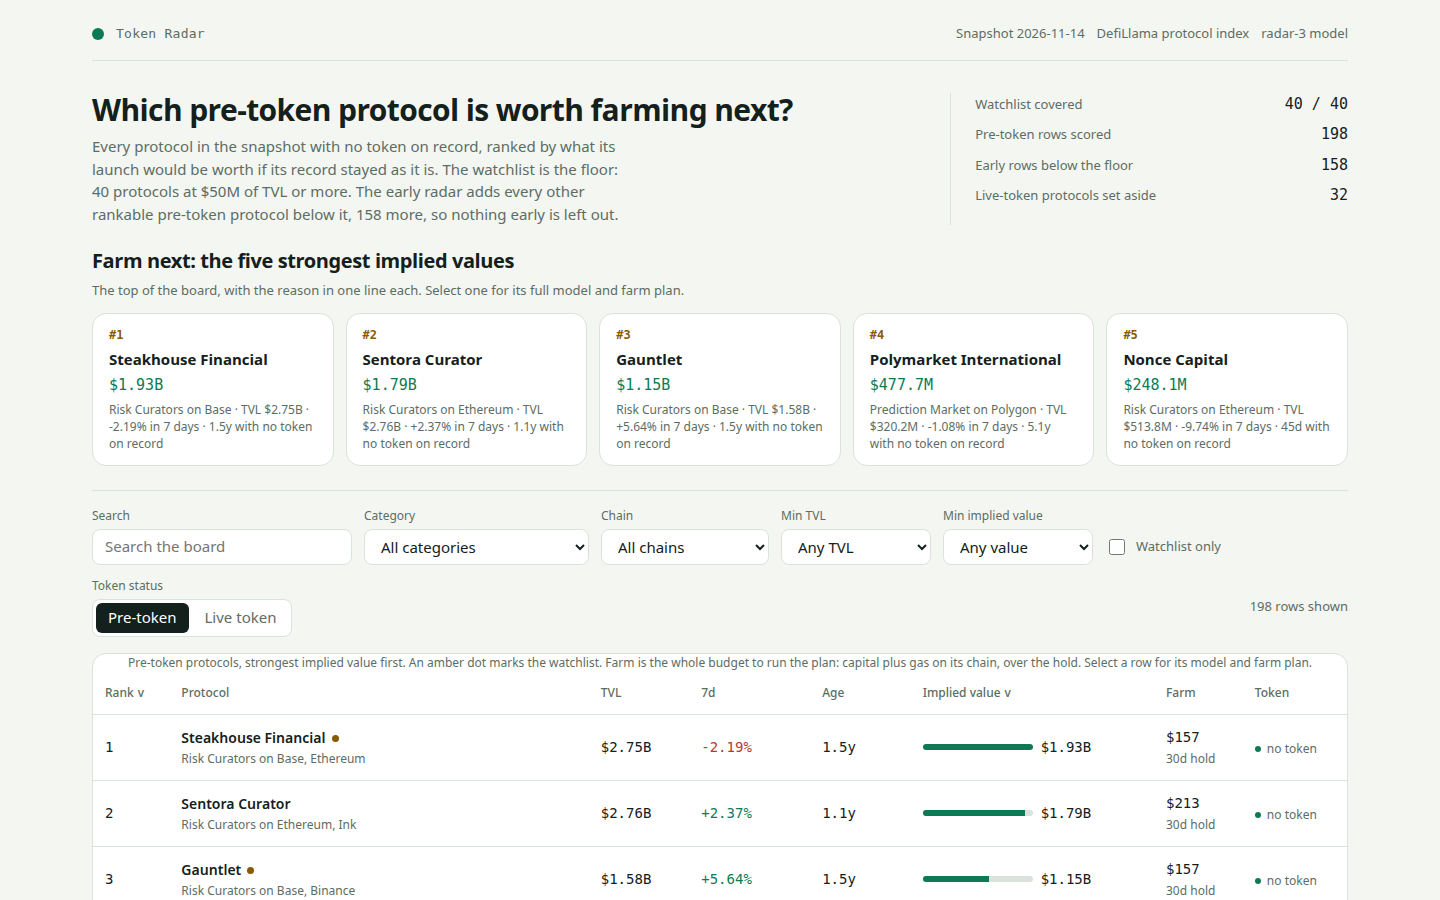 Token Radar
Snapshot 2026-11-14 DefiLlama protocol index radar-3 model
Which pre-token protocol is worth farming next?
Every protocol in the snapshot with no token on record, ranked by what its
launch would be worth if its record stayed as it is. The watchlist is the floor:
40 protocols at $50M of TVL or more. The early radar adds every other
rankable pre-token protocol below it, 158 more, so nothing early is left out.
Watchlist covered 40 / 40
Pre-token rows scored 198
Early rows below the floor 158
Live-token protocols set aside 32
Farm next: the five strongest implied values
The top of the board, with the reason in one line each. Select one for its full model and farm plan.
#1
Steakhouse Financial
$1.93B
Risk Curators on Base · TVL $2.75B ·
-2.19% in 7 days · 1.5y with no token
on record
#2
Sentora Curator
$1.79B
Risk Curators on Ethereum · TVL
$2.76B · +2.37% in 7 days · 1.1y with
no token on record
#3
Gauntlet
$1.15B
Risk Curators on Base · TVL $1.58B ·
+5.64% in 7 days · 1.5y with no token
on record
#4
Polymarket International
$477.7M
Prediction Market on Polygon · TVL
$320.2M · -1.08% in 7 days · 5.1y
with no token on record
#5
Nonce Capital
$248.1M
Risk Curators on Ethereum · TVL
$513.8M · -9.74% in 7 days · 45d with
no token on record
Search Category Chain Min TVL Min implied value
Search the board All categories All chains Any TVL Any value Watchlist only
Token status
Pre-token Live token
198 rows shown
Pre-token protocols, strongest implied value first. An amber dot marks the watchlist. Farm is the whole budget to run the plan: capital plus gas on its chain, over the hold. Select a row for its model and farm plan.
Rank v Protocol TVL 7d Age Implied value v Farm Token
1 Steakhouse Financial $2.75B -2.19% 1.5y $1.93B $157 no token
Risk Curators on Base, Ethereum 30d hold
2 Sentora Curator $2.76B +2.37% 1.1y $1.79B $213 no token
Risk Curators on Ethereum, Ink 30d hold
3 Gauntlet $1.58B +5.64% 1.5y $1.15B $157 no token
Risk Curators on Base, Binance 30d hold